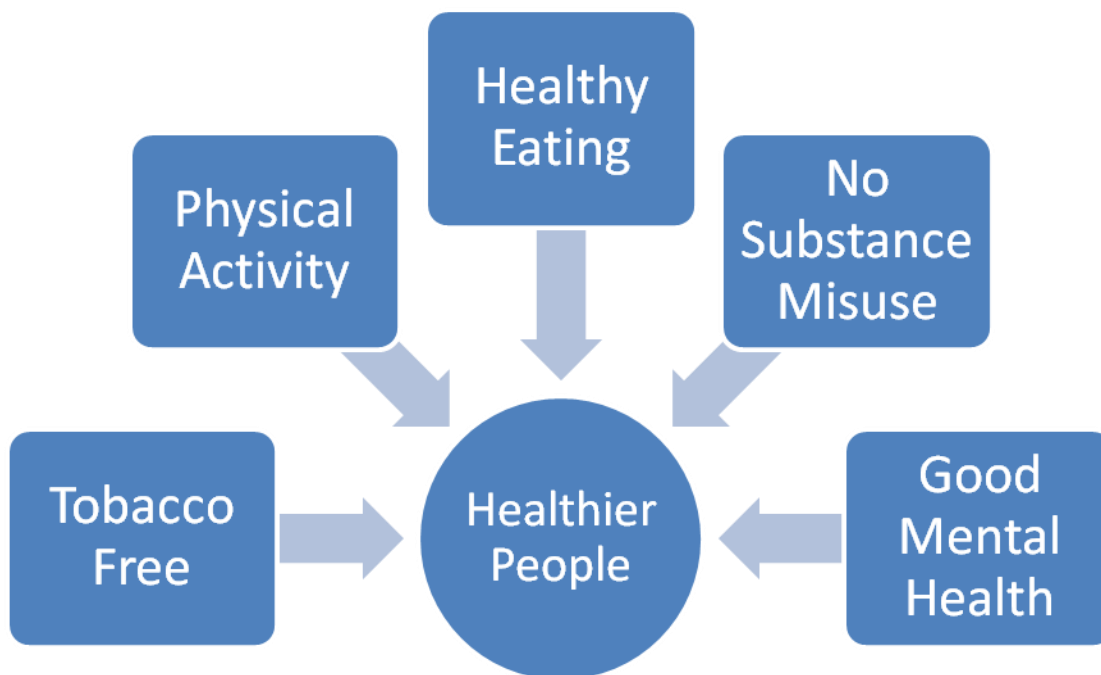 Healthy
Eating
Physical
Activity
No
Substance
Misuse
Tobacco
Free
Healthier
People
Good
Mental
Health